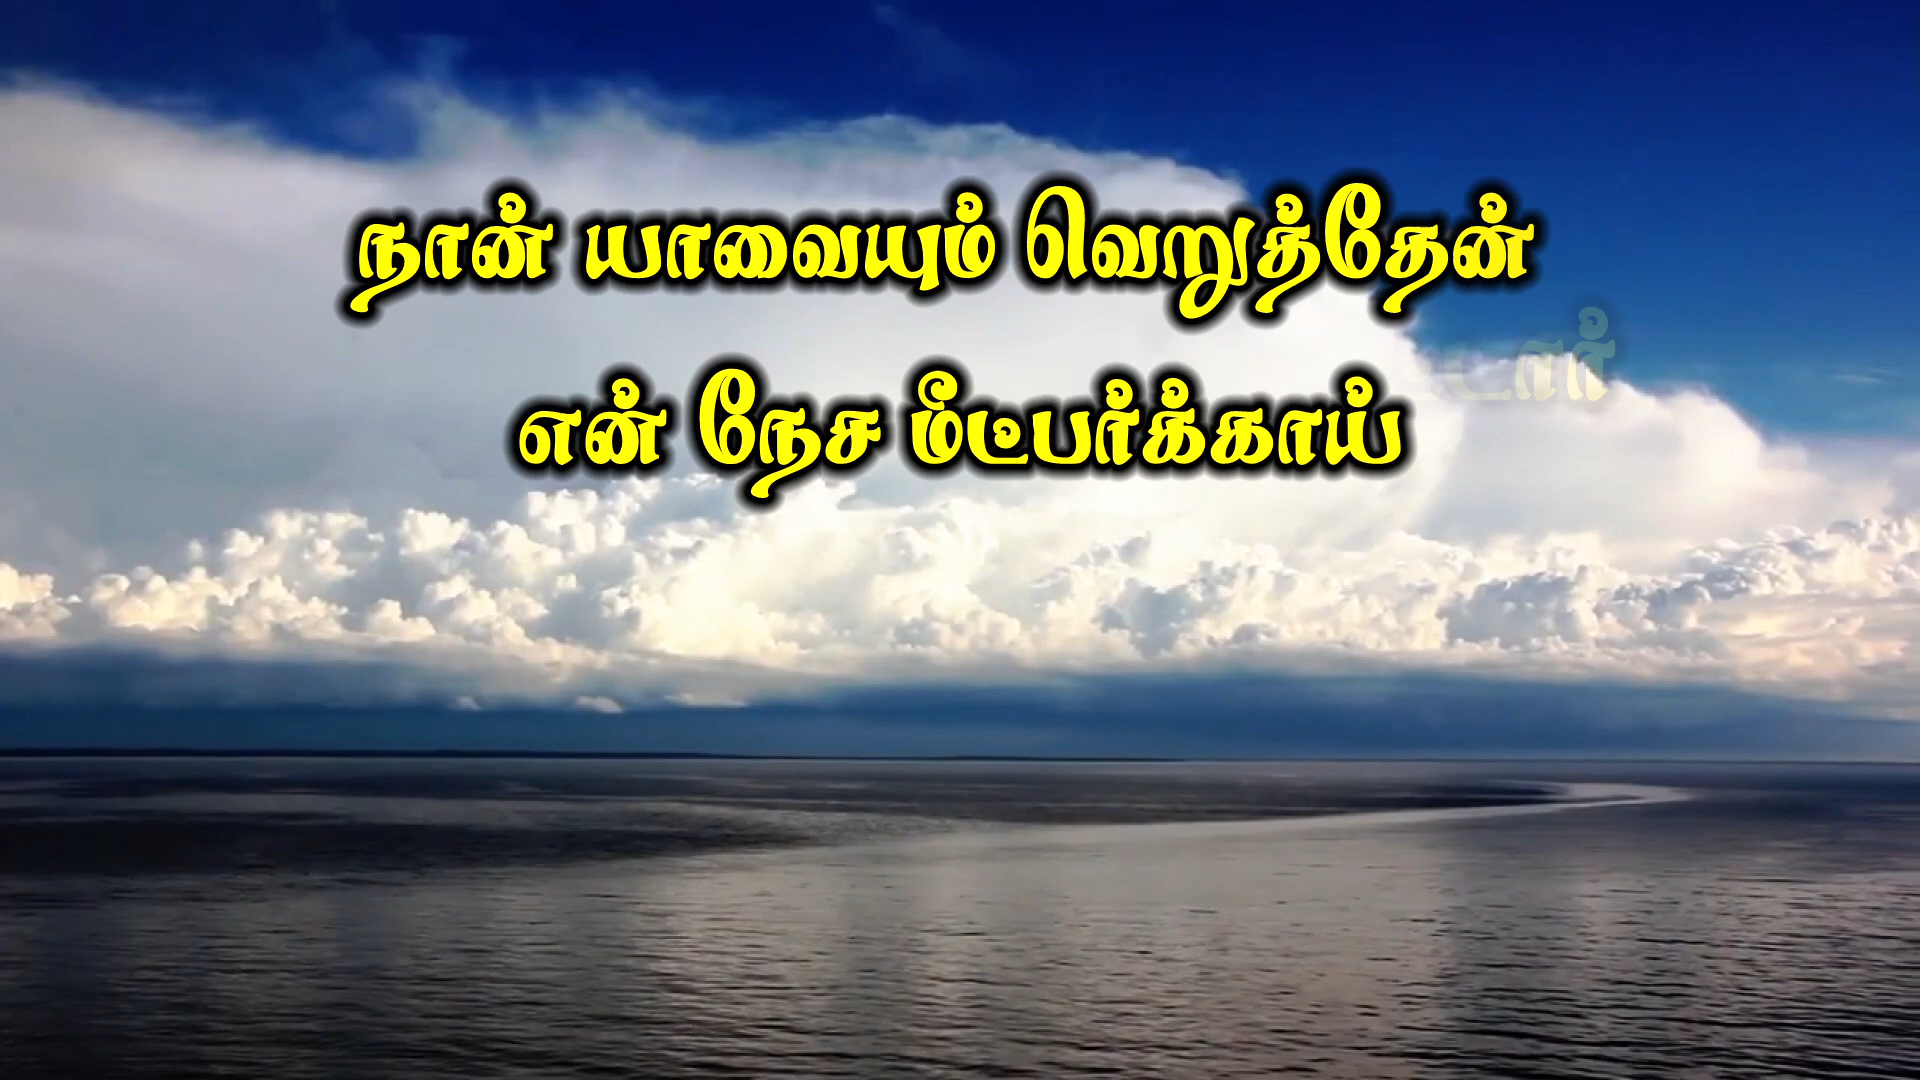 நான் யாவையும் வெறுத்தேன்
என் நேச மீட்பர்க்காய்